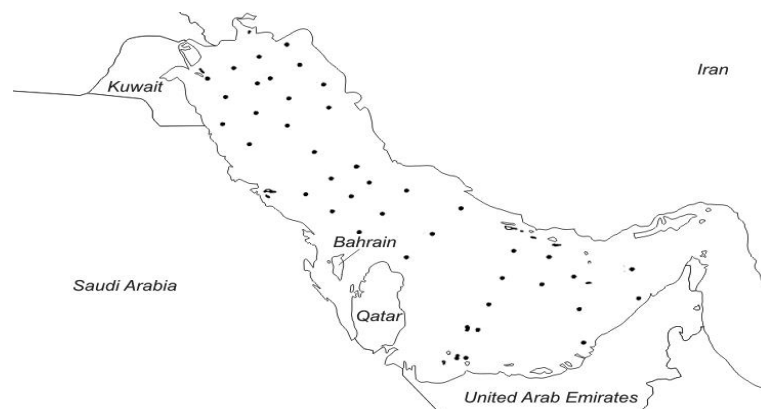 Iran
Kuwait
Bahrain
Saudi Arabia
Qatar
United Arab Emirates